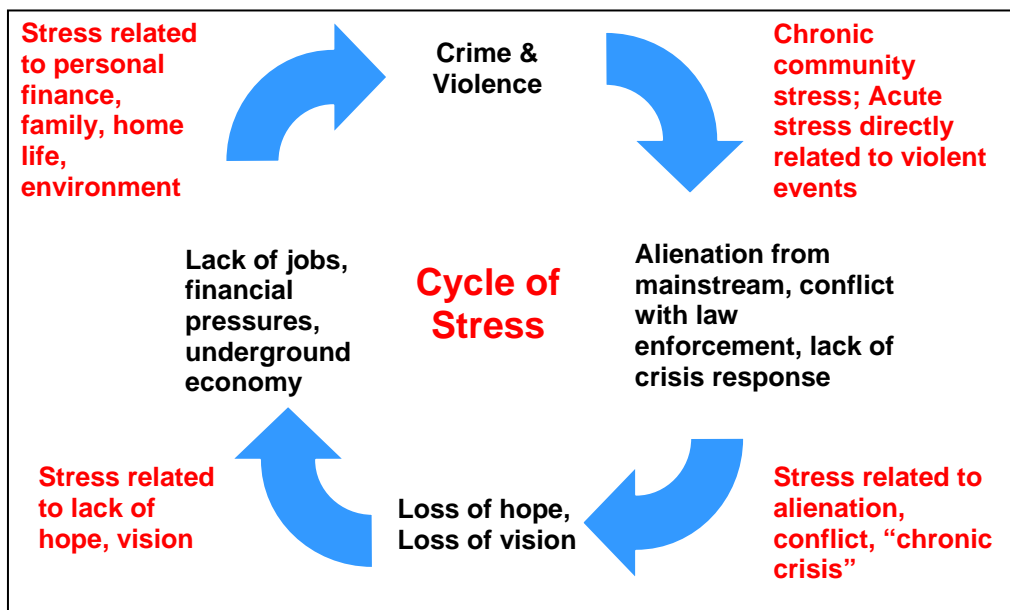 Stress related
to personal
finance,
family, home
life,
environment
Crime &
Violence
Chronic
community
stress; Acute
stress directly
related to violent
events
Lack of jobs,
financial
pressures,
underground
economy
Cycle of
Stress
Alienation from
mainstream, conflict
with law
enforcement, lack of
crisis response
Stress related
to lack of
hope, vision
Loss of hope,
Loss of vision
Stress related to
alienation,
conflict, “chronic
crisis”